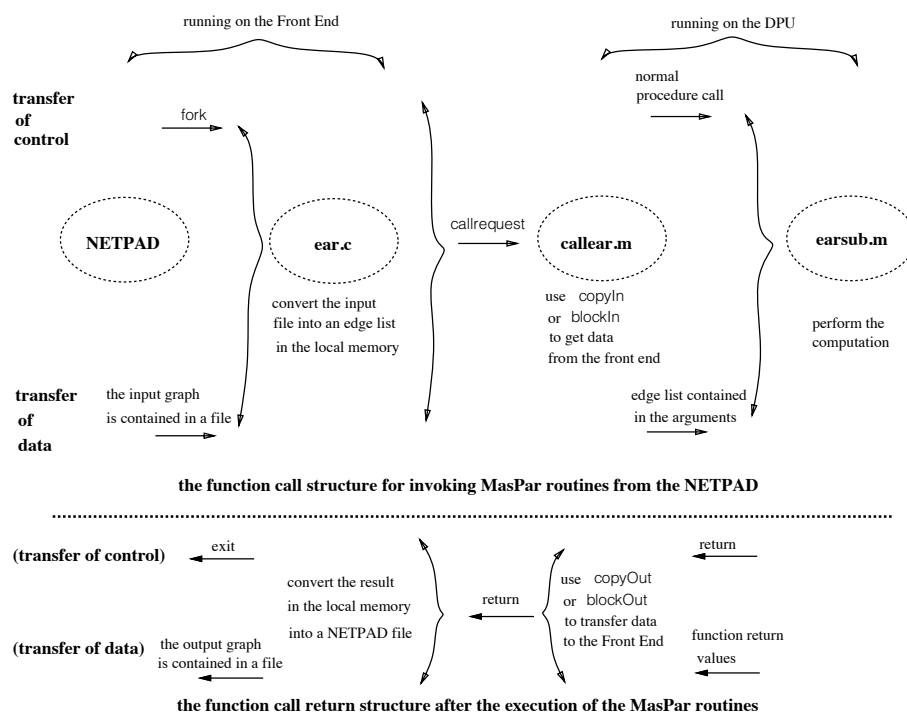 running on the Front End
running on the DPU
transfer
of
control
fork
normal
procedure call
NETPAD
ear.c
callrequest
callear.m
earsub.m
convert the input
file into an edge list
in the local memory
use copyIn
or blockIn
to get data
from the front end
perform the
computation
transfer
of
data
the input graph
is contained in a file
edge list contained
in the arguments
the function call structure for invoking MasPar routines from the NETPAD
(transfer of control)
exit
convert the result
in the local memory
into a NETPAD file
return
use copyOut
or blockOut
to transfer data
to the Front End
return
(transfer of data)
the output graph
is contained in a file
function return
values
the function call return structure after the execution of the MasPar routines